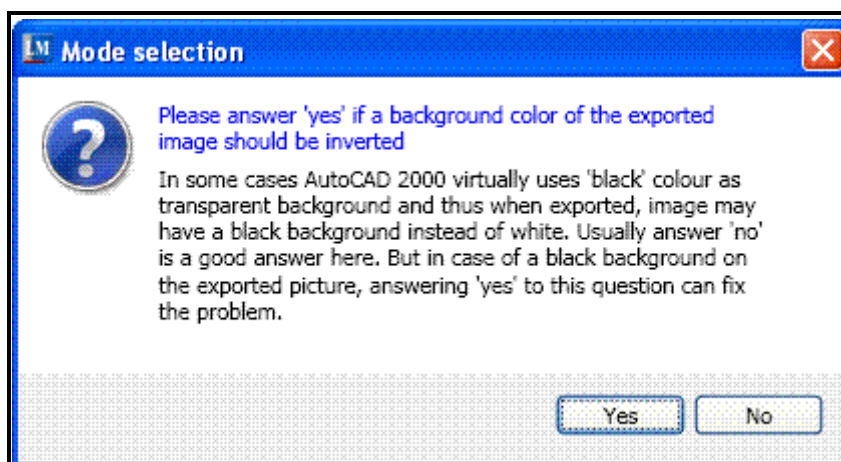 LM Mode selection
Please answer 'yes' if a background color of the exported
image should be inverted
In some cases AutoCAD 2000 virtually uses 'black' colour as
transparent background and thus when exported, image may
have a black background instead of white. Usually answer 'no'
is a good answer here. But in case of a black background on
the exported picture, answering 'yes' to this question can fix
the problem.
Yes No